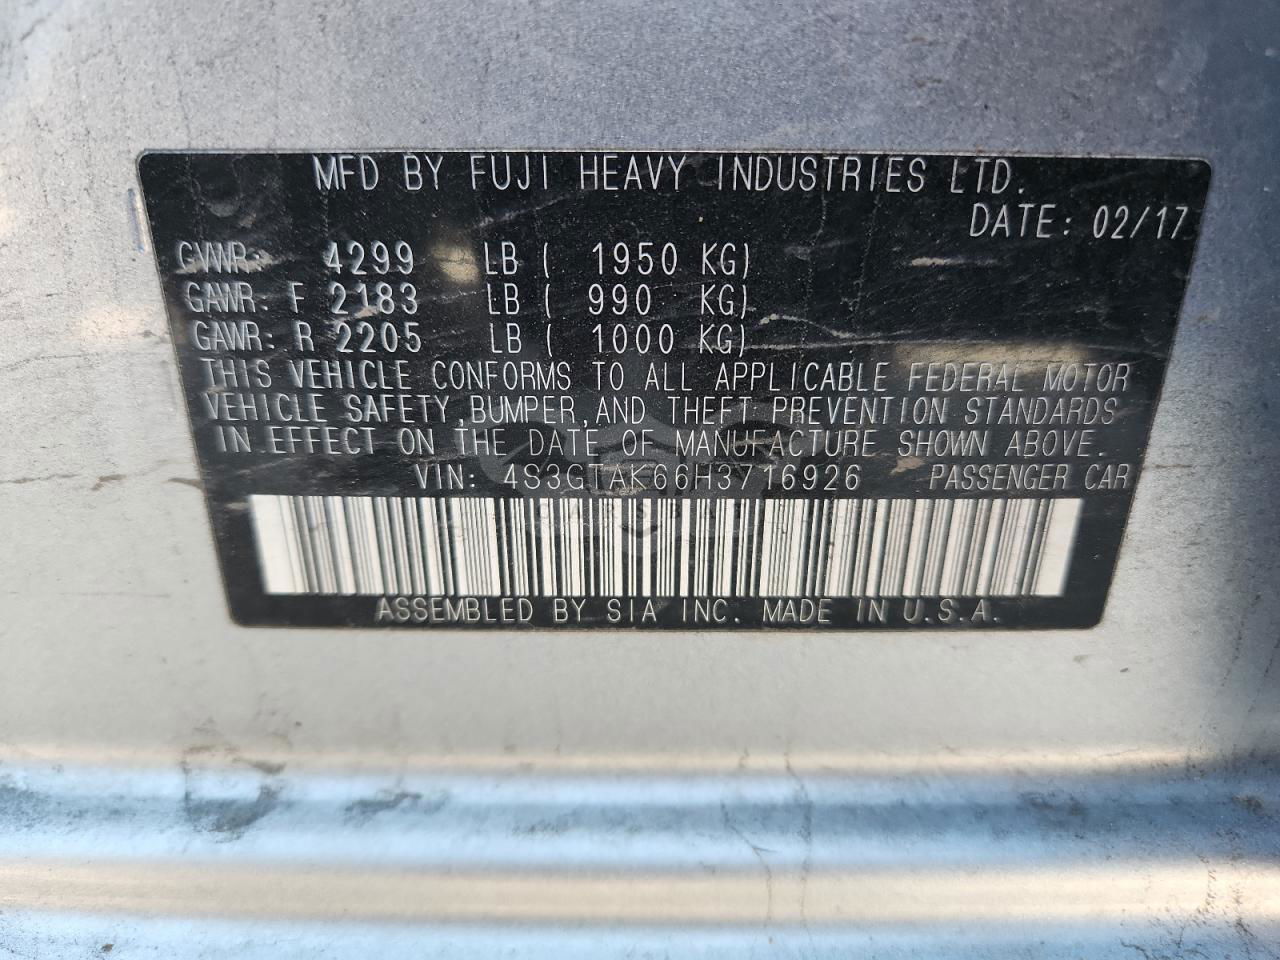 MFD BY FUJI HEAVY INDUSTRIES LTD.
DATE: 02/17
GVWR: 4299 LB ( 1950 KG)
GAWR: F 2183 LB ( 990 KG)
GAWR: R 2205 LB ( 1000 KG)
THIS VEHICLE CONFORMS TO ALL APPLICABLE FEDERAL MOTOR
VEHICLE SAFETY,BUMPER,AND THEFT PREVENTION STANDARDS
IN EFFECT ON THE DATE OF MANUFACTURE SHOWN ABOVE.
VIN: 4S3GTAK66H3716926 PASSENGER CAR
ASSEMBLED BY SIA INC. MADE IN U.S.A.